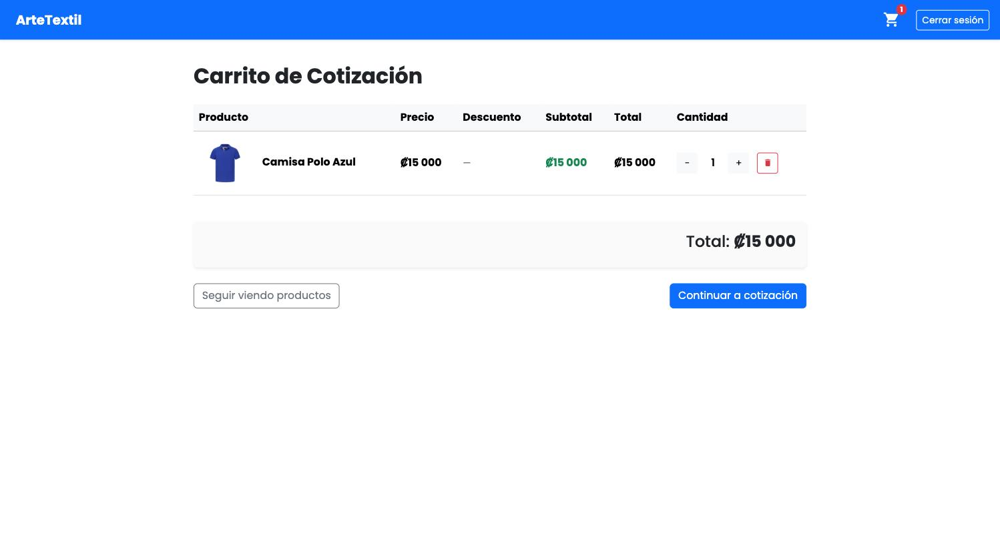 ArteTextil
1
Cerrar sesión
Carrito de Cotización
Producto Precio Descuento Subtotal Total Cantidad
Camisa Polo Azul ₡15 000 — ₡15 000 ₡15 000 - 1 +
Total: ₡15 000
Seguir viendo productos Continuar a cotización